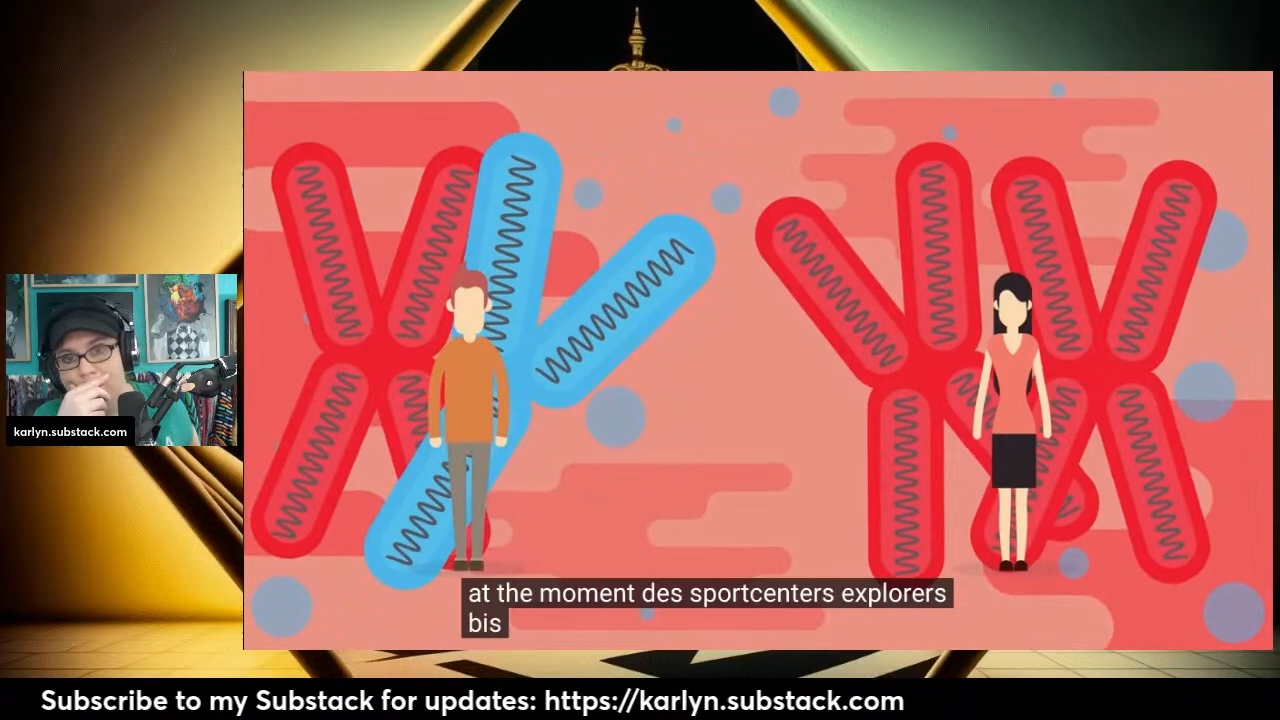 karlyn.substack.com
at the moment des sportcenters explorers
bis
Subscribe to my Substack for updates: https://karlyn.substack.com